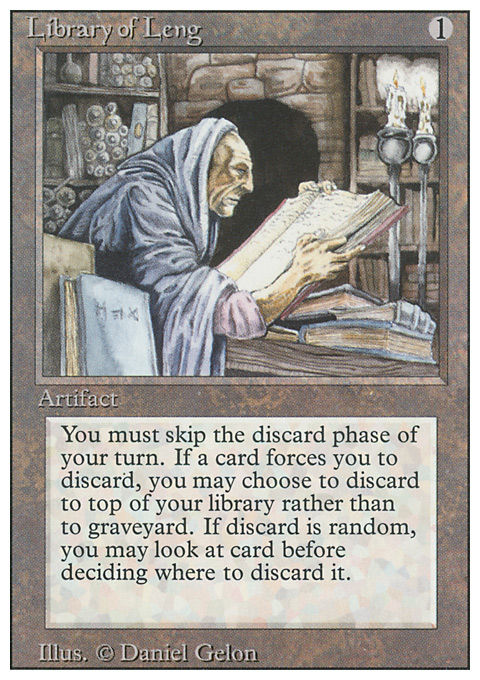 Library of Leng
1
Artifact
You must skip the discard phase of
your turn. If a card forces you to
discard, you may choose to discard
to top of your library rather than
to graveyard. If discard is random,
you may look at card before
deciding where to discard it.
Illus. © Daniel Gelon